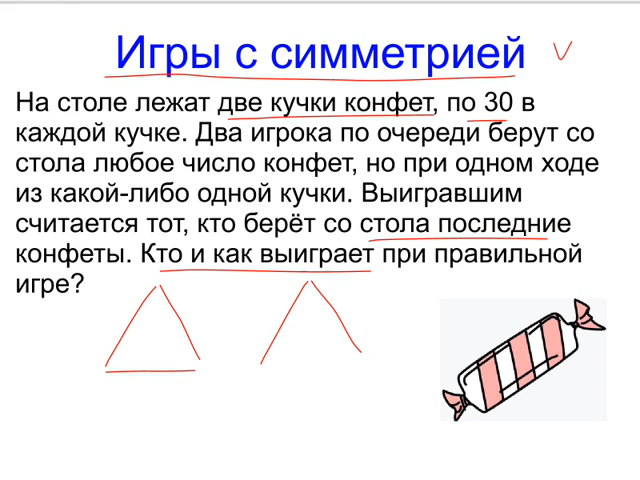 Игры с симметрией
На столе лежат две кучки конфет, по 30 в
каждой кучке. Два игрока по очереди берут со
стола любое число конфет, но при одном ходе
из какой-либо одной кучки. Выигравшим
считается тот, кто берёт со стола последние
конфеты. Кто и как выиграет при правильной
игре?